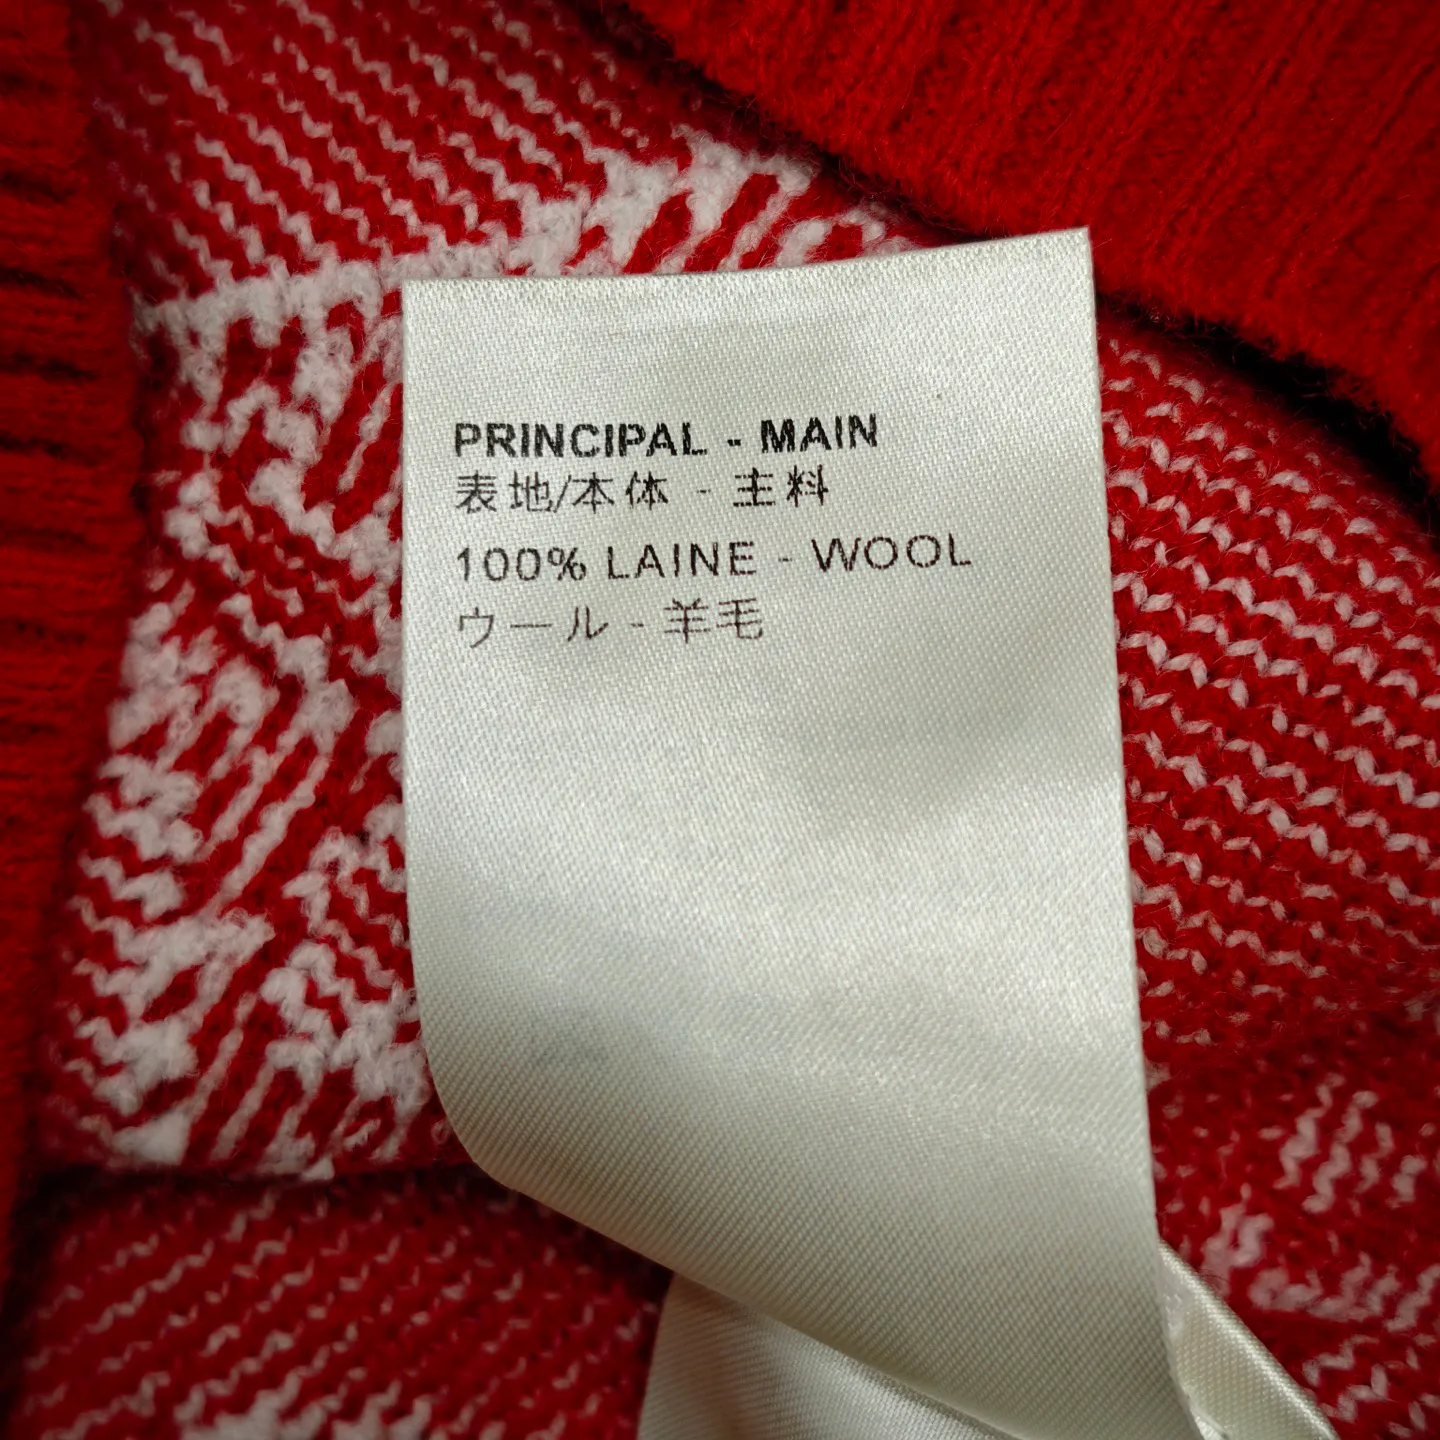 PRINCIPAL - MAIN
表地/本体 - 主料
100% LAINE - WOOL
ウール - 羊毛